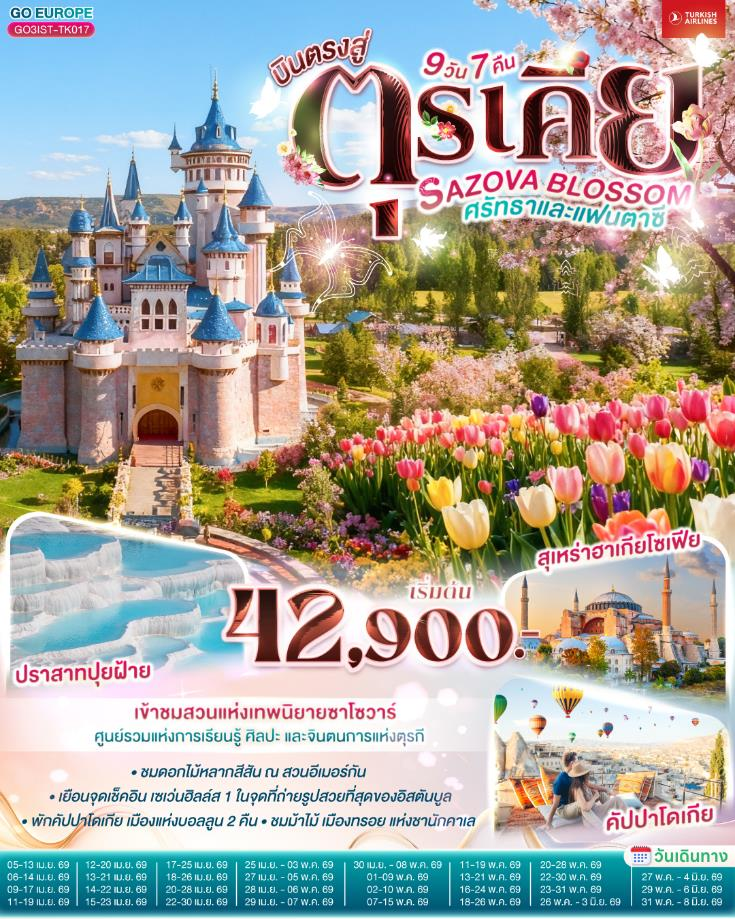 GO EUROPE
GO3IST-TK017
TURKISH
AIRLINES
บินตรงสู่
9 วัน 7 คืน
ตุรเคีย
SAZOVA BLOSSOM
ศรัทธาและแฟนตาซี
สุเหร่าฮาเกียโซเฟีย
เริ่มต้น
42,900.-
ปราสาทปุยฝ้าย
เข้าชมสวนแห่งเทพนิยายซาโซวาร์
ศูนย์รวมแห่งการเรียนรู้ ศิลปะ และจินตนาการแห่งตุรกี
• ชมดอกไม้หลากสีสัน ณ สวนอีเมอร์กัน
• เยือนจุดเช็คอิน เซเว่นฮิลล์ส 1 ในจุดที่ถ่ายรูปสวยที่สุดของอิสตันบูล
• พักคัปปาโดเกีย เมืองแห่งบอลลูน 2 คืน • ชมม้าไม้ เมืองทรอย แห่งชานัคคาเล
คัปปาโดเกีย
วันเดินทาง
05-13 เม.ย. 69
06-14 เม.ย. 69
09-17 เม.ย. 69
11-19 เม.ย. 69
12-20 เม.ย. 69
13-21 เม.ย. 69
14-22 เม.ย. 69
15-23 เม.ย. 69
17-25 เม.ย. 69
18-26 เม.ย. 69
20-28 เม.ย. 69
22-30 เม.ย. 69
25 เม.ย. - 03 พ.ค. 69
27 เม.ย. - 05 พ.ค. 69
28 เม.ย. - 06 พ.ค. 69
29 เม.ย. - 07 พ.ค. 69
30 เม.ย. - 08 พ.ค. 69
01-09 พ.ค. 69
02-10 พ.ค. 69
07-15 พ.ค. 69
11-19 พ.ค. 69
13-21 พ.ค. 69
16-24 พ.ค. 69
18-26 พ.ค. 69
20-28 พ.ค. 69
22-30 พ.ค. 69
23-31 พ.ค. 69
26 พ.ค. - 3 มิ.ย. 69
27 พ.ค. - 4 มิ.ย. 69
29 พ.ค. - 6 มิ.ย. 69
31 พ.ค. - 8 มิ.ย. 69